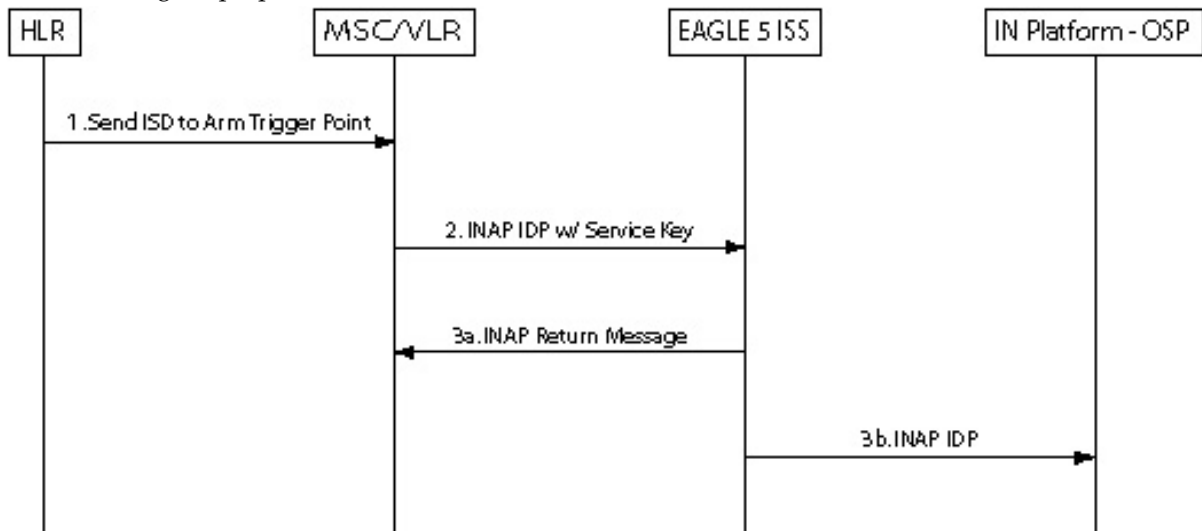 HLR
MSC/VLR
EAGLE 5 ISS
IN Platform - OSP
1.Send ISD to Arm Trigger Point
2. INAP IDP w/ Service Key
3a.INAP Return Message
3b.INAP IDP